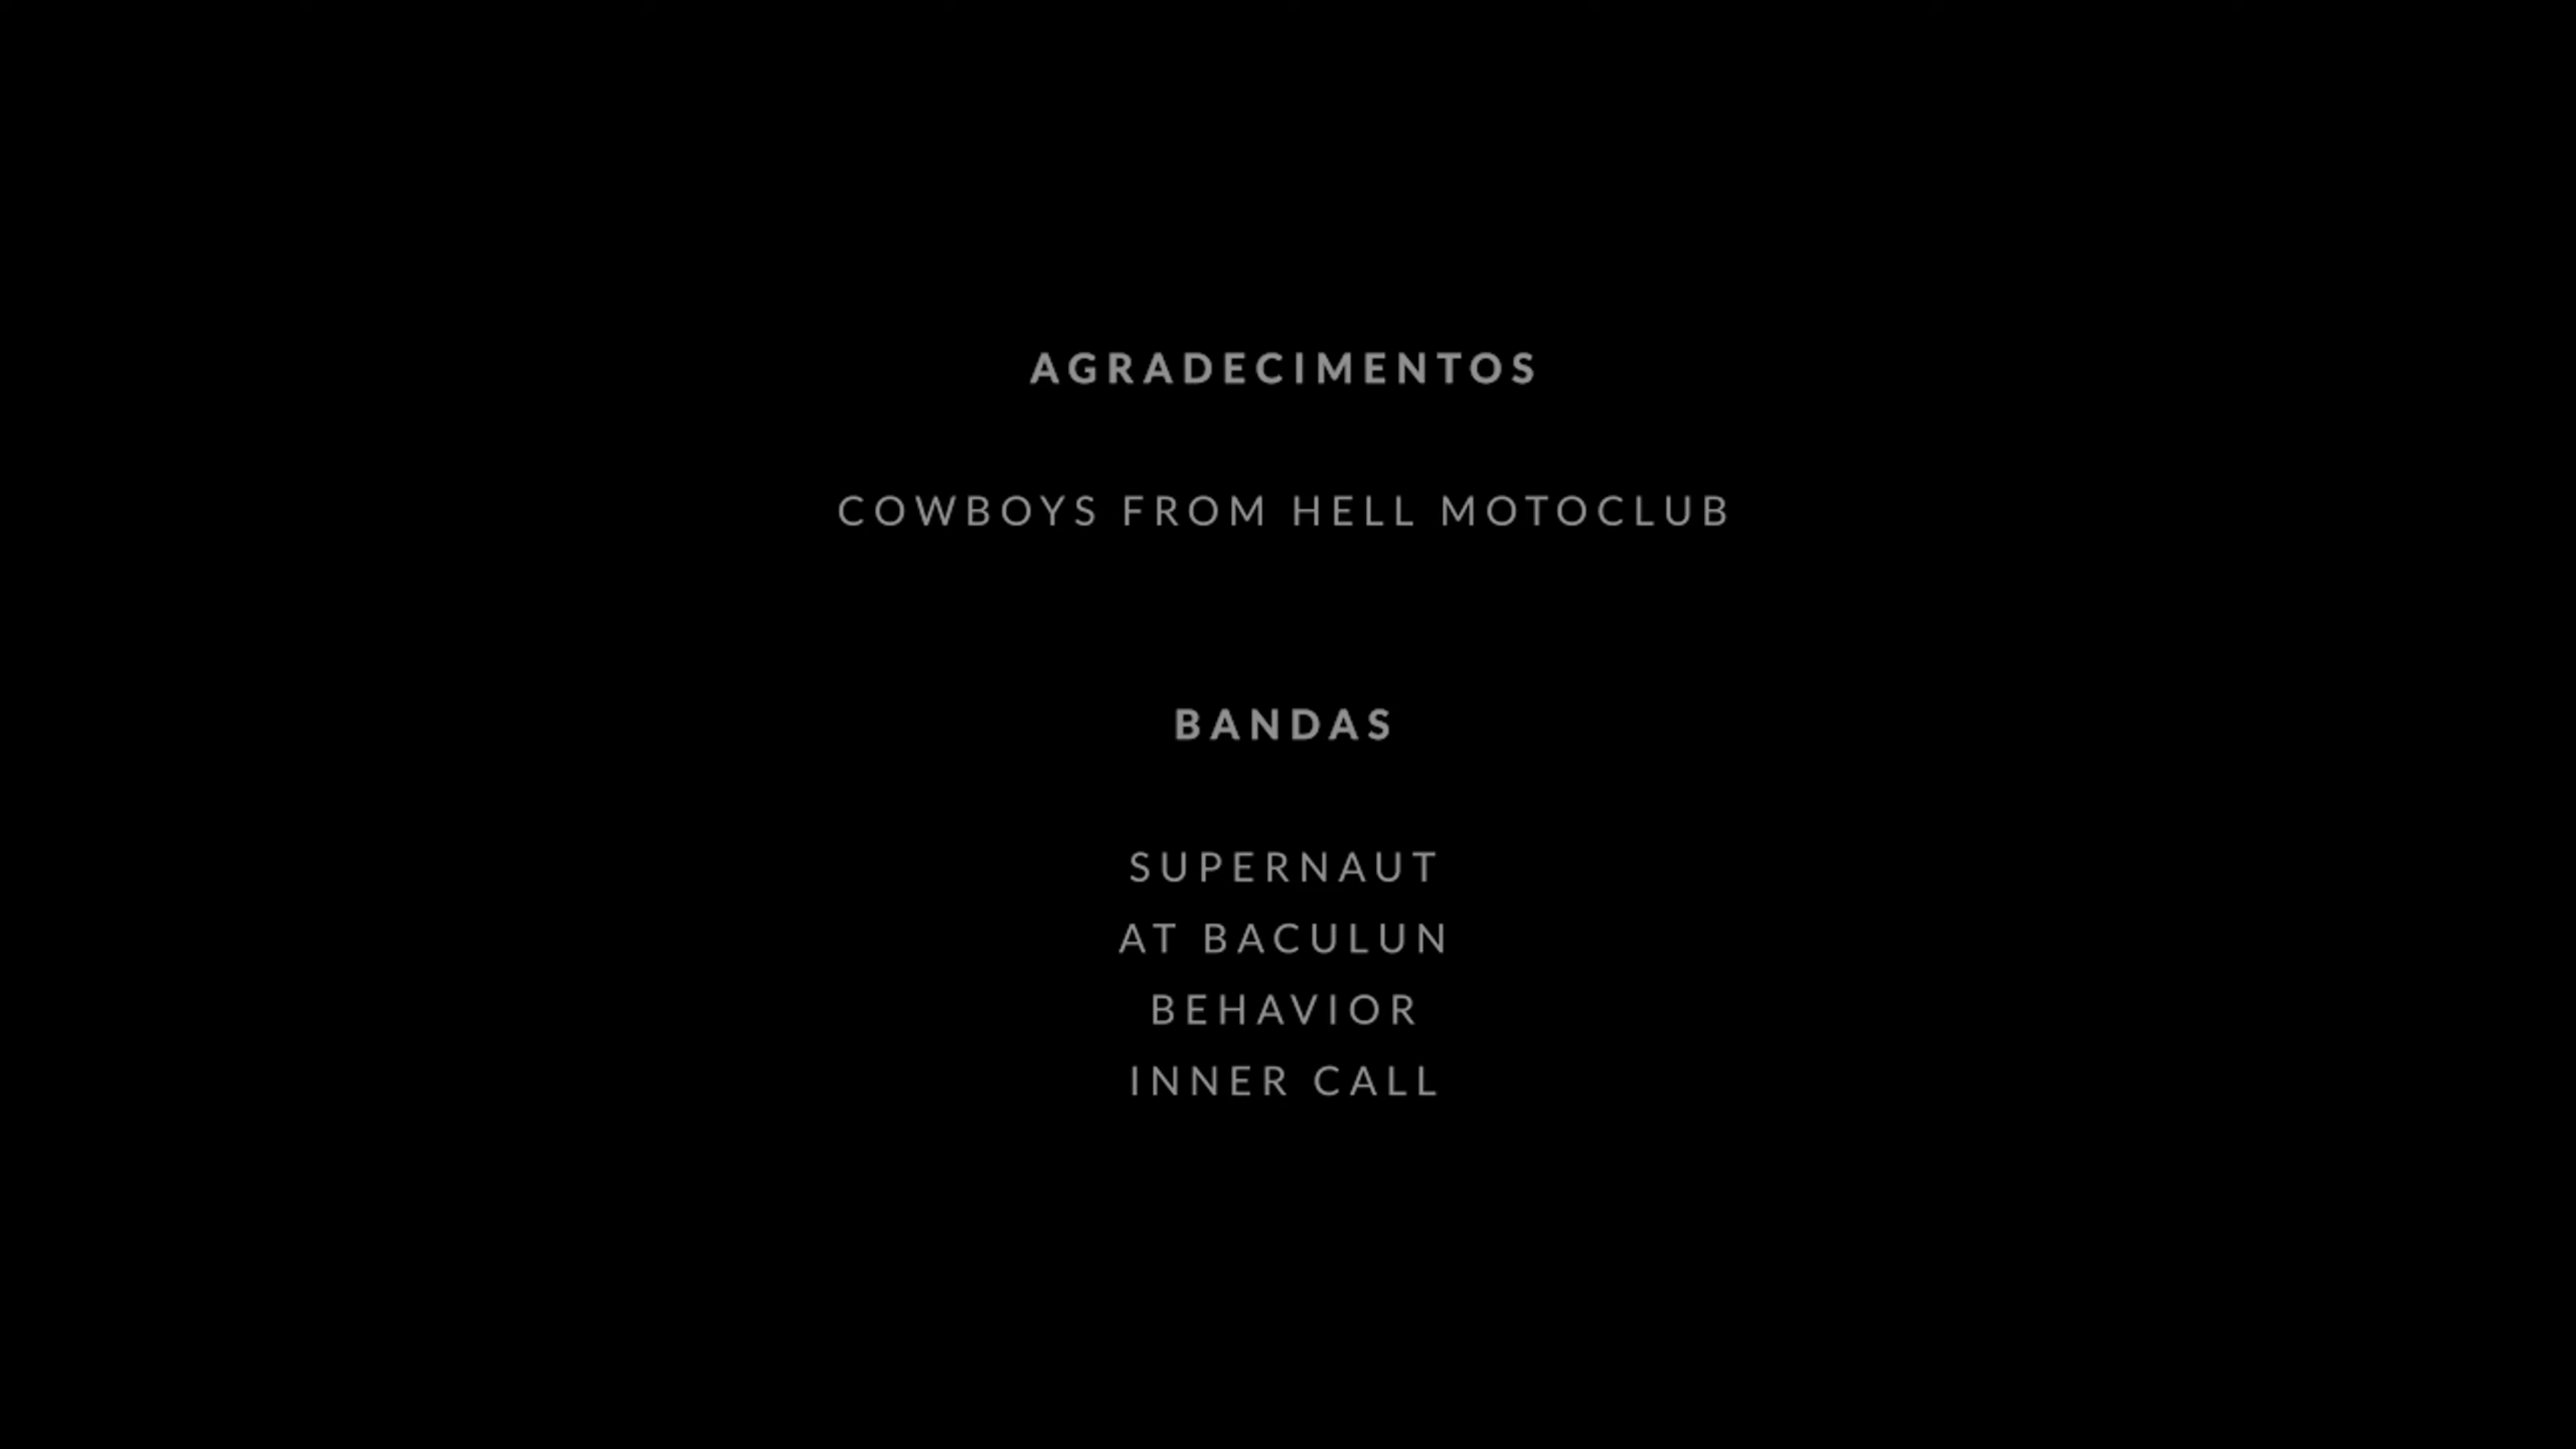 AGRADECIMENTOS
COWBOYS FROM HELL MOTOCLUB
BANDAS
SUPERNAUT
AT BACULUN
BEHAVIOR
INNER CALL